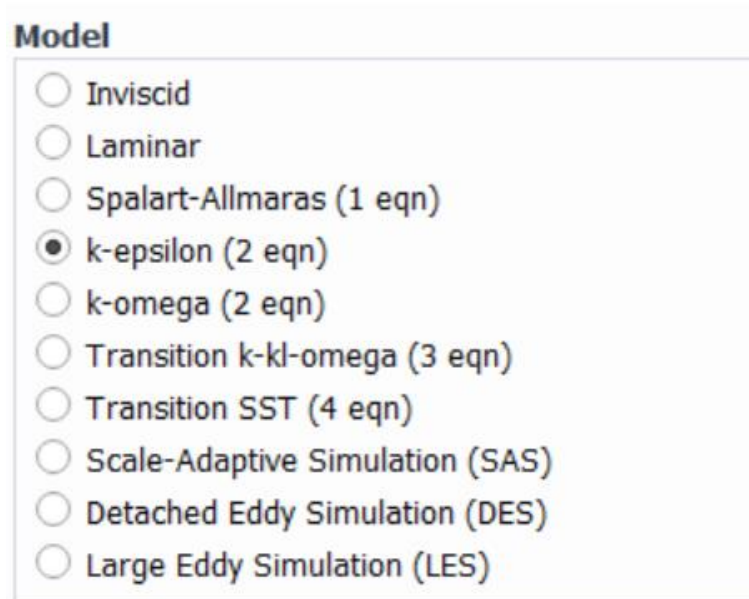 Model
Inviscid
Laminar
Spalart-Allmaras (1 eqn)
k-epsilon (2 eqn)
k-omega (2 eqn)
Transition k-kl-omega (3 eqn)
Transition SST (4 eqn)
Scale-Adaptive Simulation (SAS)
Detached Eddy Simulation (DES)
Large Eddy Simulation (LES)